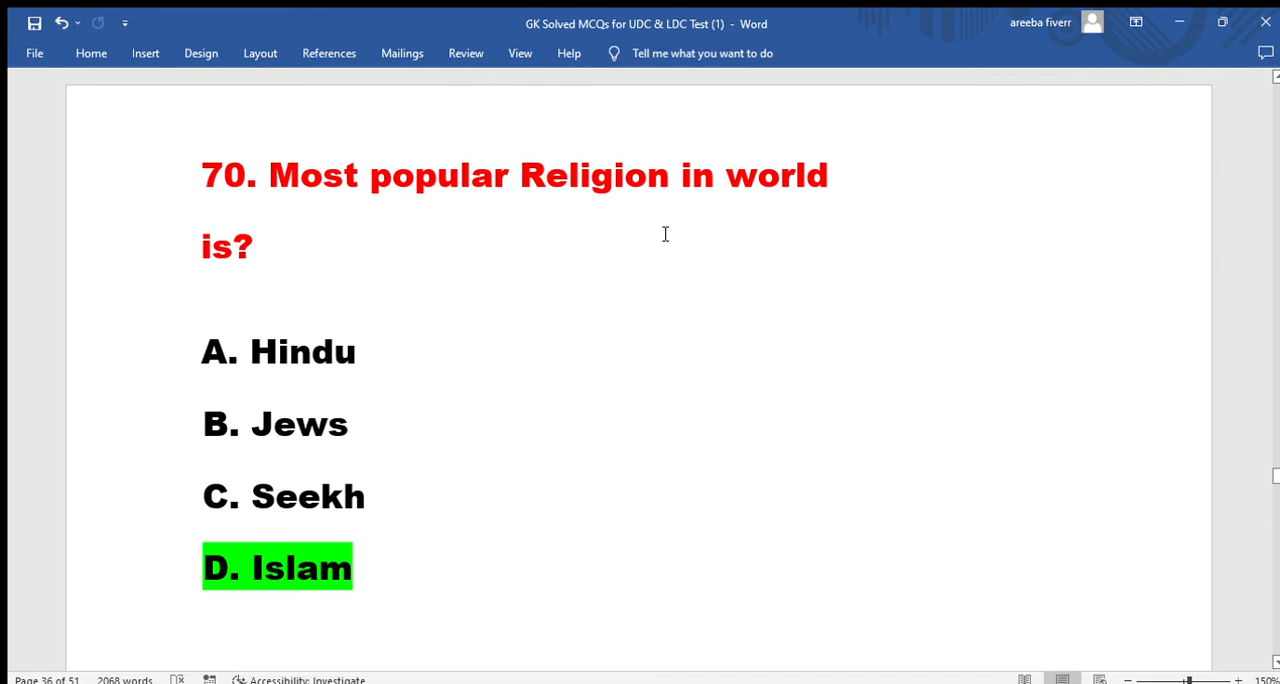 GK Solved MCQs for UDC & LDC Test (1) - Word
areeba fiverr
File Home Insert Design Layout References Mailings Review View Help Tell me what you want to do
70. Most popular Religion in world
is?
A. Hindu
B. Jews
C. Seekh
D. Islam
Page 36 of 51 2068 words Accessibility: Investigate 150%